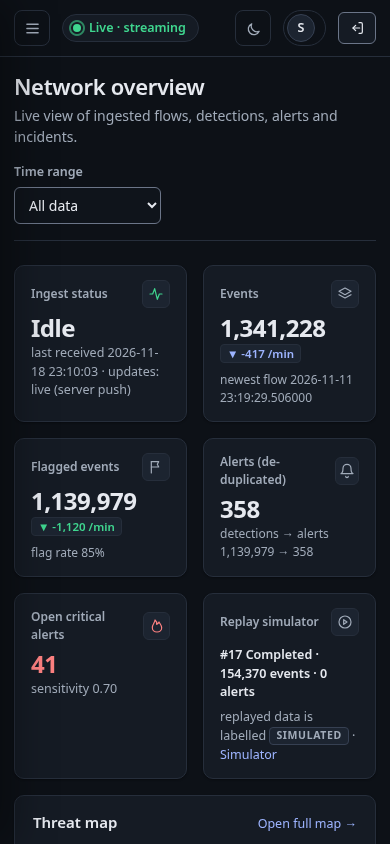 Live · streaming
S
Network overview
Live view of ingested flows, detections, alerts and
incidents.
Time range
All data
Ingest status
Idle
last received 2026-11-
18 23:10:03 · updates:
live (server push)
Events
1,341,228
▼ -417 /min
newest flow 2026-11-11
23:19:29.506000
Flagged events
1,139,979
▼ -1,120 /min
flag rate 85%
Alerts (de-
duplicated)
358
detections → alerts
1,139,979 → 358
Open critical
alerts
41
sensitivity 0.70
Replay simulator
#17 Completed ·
154,370 events · 0
alerts
replayed data is
labelled SIMULATED ·
Simulator
Threat map
Open full map →